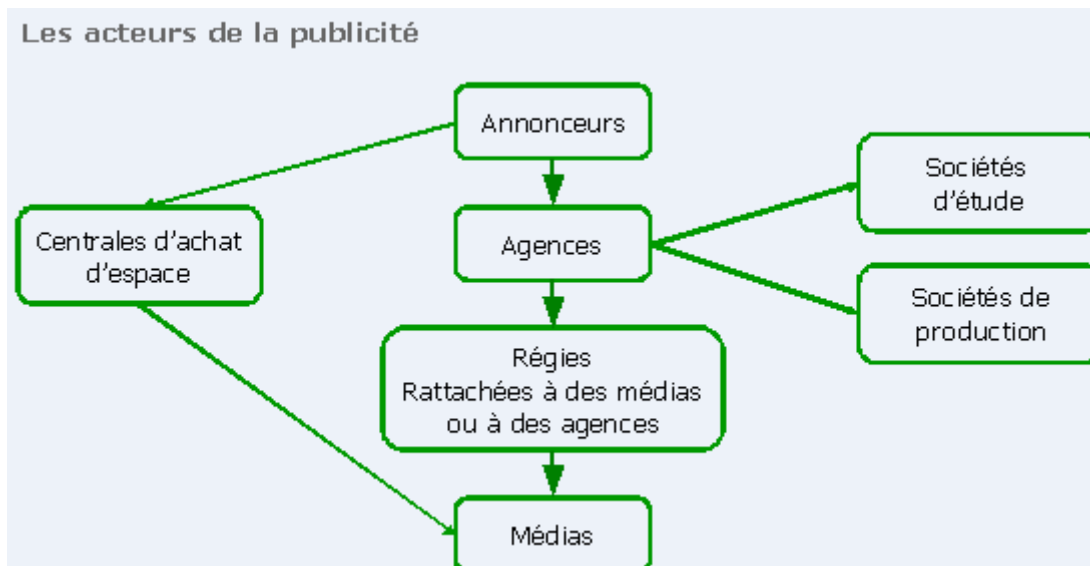 Les acteurs de la publicité
Annonceurs
Sociétés
d'étude
Centrales d'achat
d'espace
Agences
Sociétés de
production
Régies
Rattachées à des médias
ou à des agences
Médias